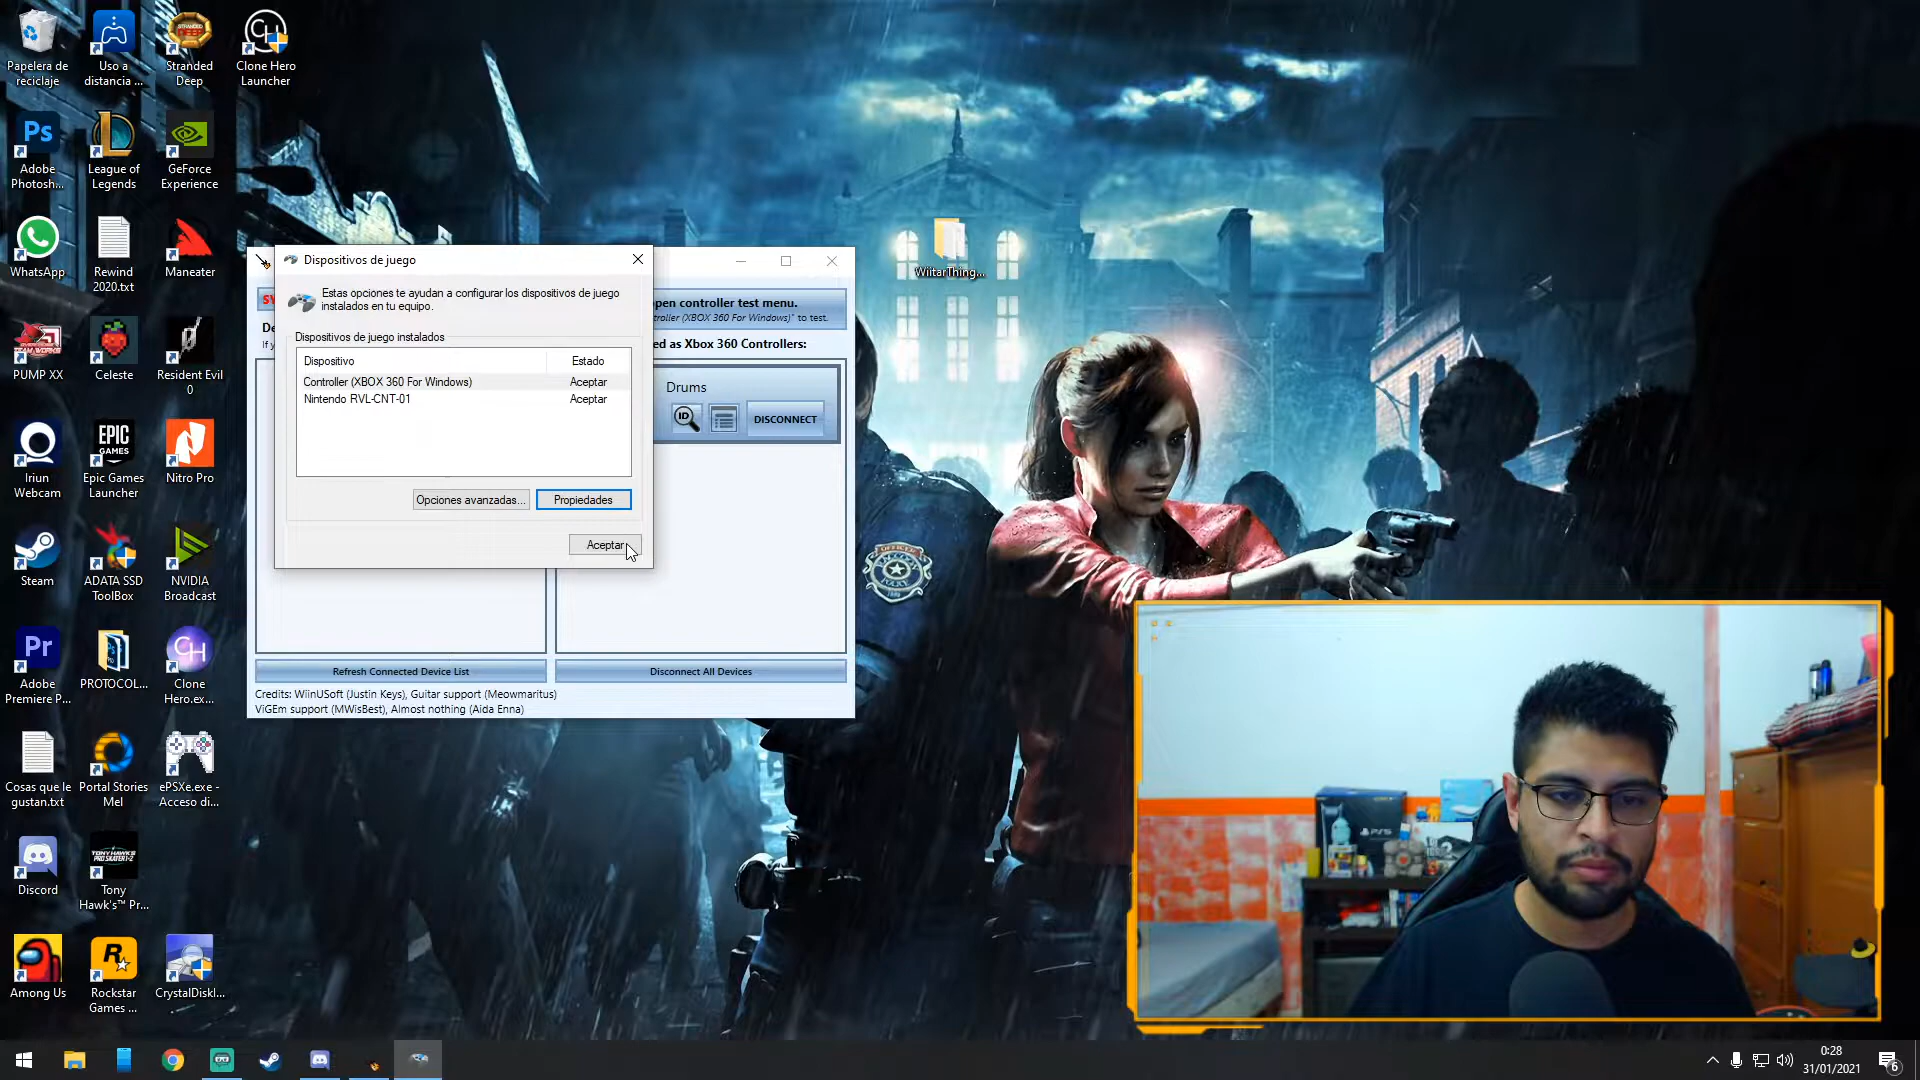 Papelera de
reciclaje
Uso a
distancia ...
Stranded
Deep
Clone Hero
Launcher
Adobe
Photosh...
League of
Legends
GeForce
Experience
WhatsApp
Rewind
2020.txt
Maneater
PUMP XX
Celeste
Resident Evil
0
Iriun
Webcam
Epic Games
Launcher
Nitro Pro
Steam
ADATA SSD
ToolBox
NVIDIA
Broadcast
Adobe
Premiere P...
PROTOCOL...
Clone
Hero.ex...
Cosas que le
gustan.txt
Portal Stories
Mel
ePSXe.exe -
Acceso di...
Discord
Tony
Hawk's™ Pr...
Among Us
Rockstar
Games ...
CrystalDiskI...
WiitarThing...
Dispositivos de juego
Estas opciones te ayudan a configurar los dispositivos de juego
instalados en tu equipo.
Dispositivos de juego instalados
Dispositivo Estado
Controller (XBOX 360 For Windows) Aceptar
Nintendo RVL-CNT-01 Aceptar
Opciones avanzadas... Propiedades
Aceptar
open controller test menu.
troller (XBOX 360 For Windows)" to test.
ed as Xbox 360 Controllers:
Drums
ID
DISCONNECT
Refresh Connected Device List
Disconnect All Devices
Credits: WiinUSoft (Justin Keys), Guitar support (Meowmaritus)
ViGEm support (MWisBest), Almost nothing (Aida Enna)
PS5
0:28
31/01/2021
6